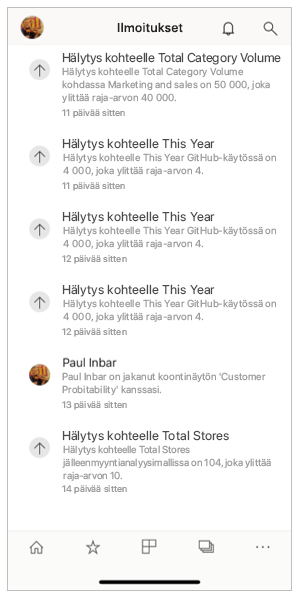 Ilmoitukset
Hälytys kohteelle Total Category Volume
Hälytys kohteelle Total Category Volume
kohdassa Marketing and sales on 50 000, joka
ylittää raja-arvon 40 000.
11 päivää sitten
Hälytys kohteelle This Year
Hälytys kohteelle This Year GitHub-käytössä on
4 000, joka ylittää raja-arvon 4.
11 päivää sitten
Hälytys kohteelle This Year
Hälytys kohteelle This Year GitHub-käytössä on
4 000, joka ylittää raja-arvon 4.
12 päivää sitten
Hälytys kohteelle This Year
Hälytys kohteelle This Year GitHub-käytössä on
4 000, joka ylittää raja-arvon 4.
12 päivää sitten
Paul Inbar
Paul Inbar on jakanut koontinäytön 'Customer
Probitability' kanssasi.
13 päivää sitten
Hälytys kohteelle Total Stores
Hälytys kohteelle Total Stores
jälleenmyyntianalyysimallissa on 104, joka ylittää
raja-arvon 10.
14 päivää sitten